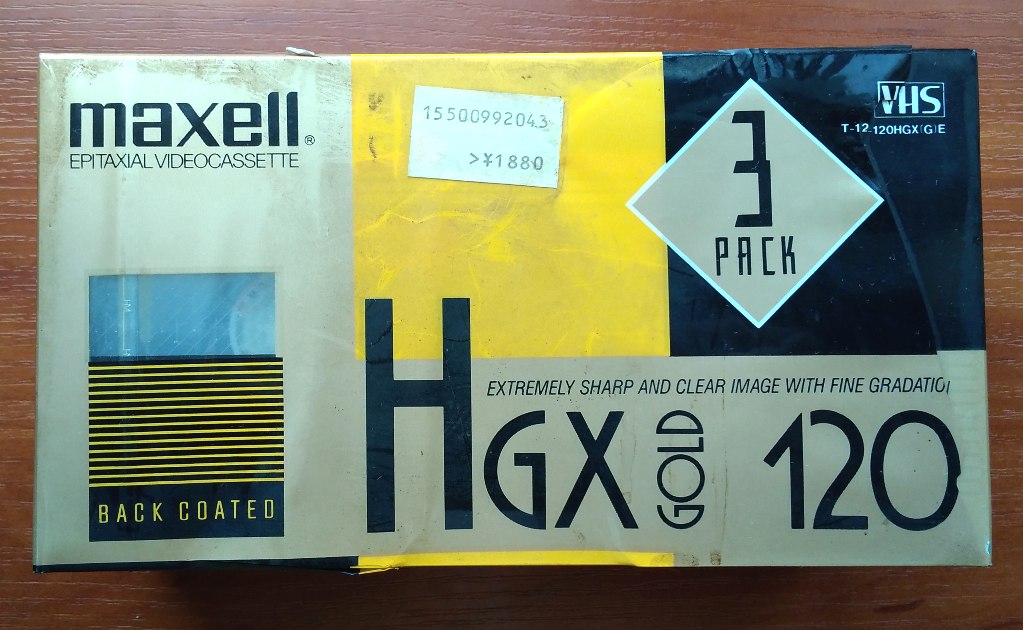 maxell®
EPITAXIAL VIDEOCASSETTE
15500992043
>¥1880
3
PACK
VHS
T-12-120HGX(G)E
BACK COATED
EXTREMELY SHARP AND CLEAR IMAGE WITH FINE GRADATIO
HGX GOLD 120